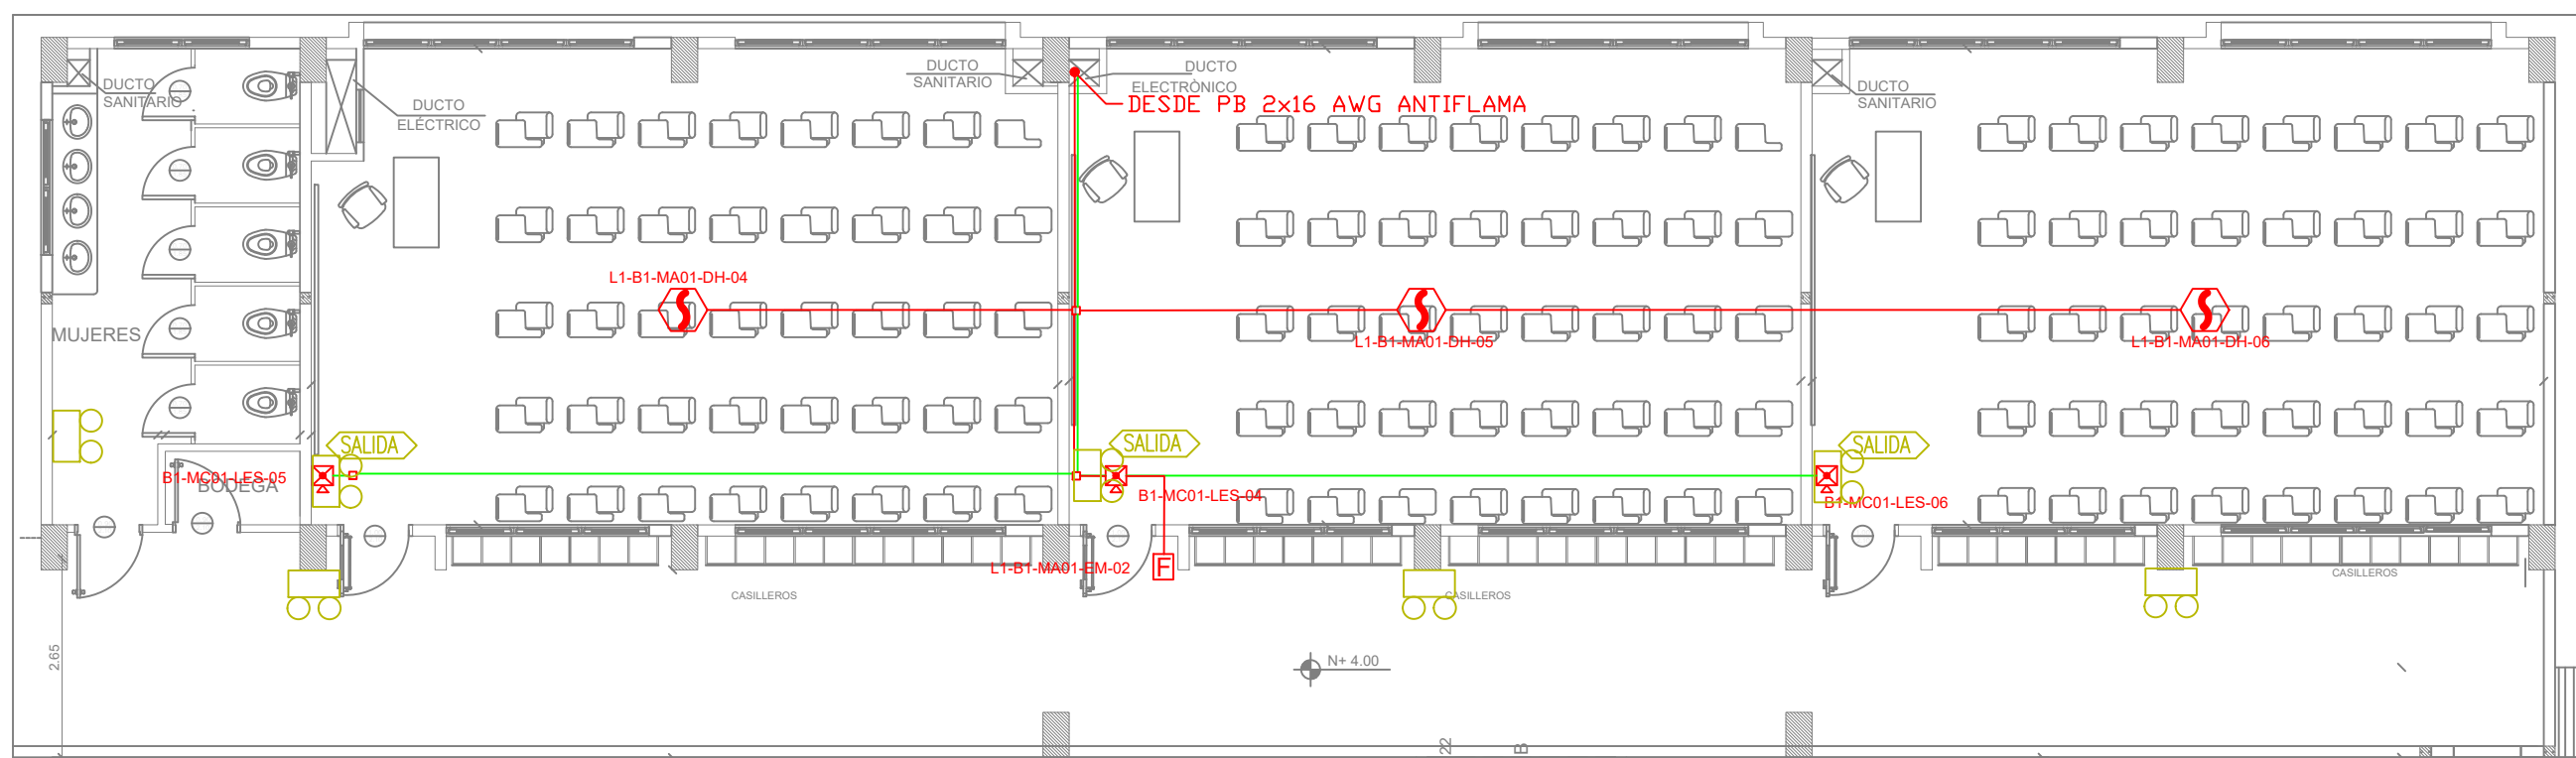 DUCTO
SANITARIO
DUCTO
ELÉCTRICO
DUCTO
SANITARIO
DUCTO
ELECTRÒNICO
DESDE PB 2x16 AWG ANTIFLAMA
DUCTO
SANITARIO
L1-B1-MA01-DH-04
MUJERES
L1-B1-MA01-DH-05
L1-B1-MA01-DH-06
SALIDA
SALIDA
SALIDA
B1-MC01-LES-05
BODEGA
B1-MC01-LES-04
B1-MC01-LES-06
L1-B1-MA01-EM-02
F
CASILLEROS
CASILLEROS
CASILLEROS
2.65
N+ 4.00
22
B